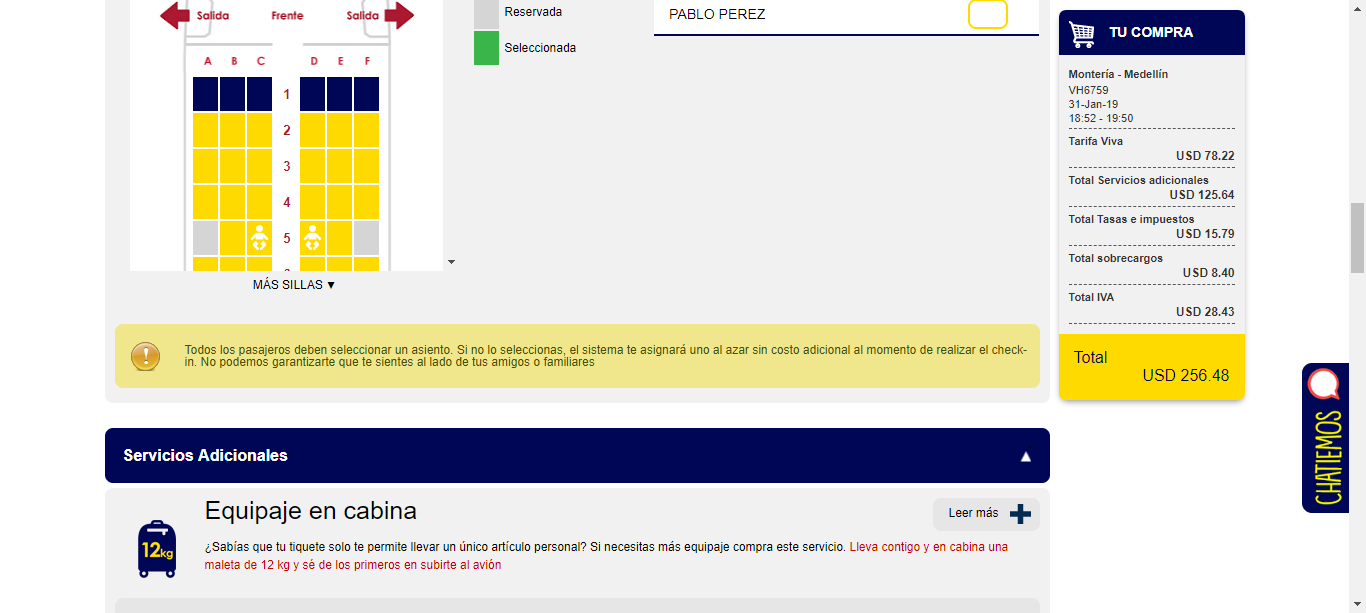 Salida Frente Salida
Reservada
Seleccionada
A B C D E F
1
2
3
4
5
MÁS SILLAS ▼
PABLO PEREZ
Todos los pasajeros deben seleccionar un asiento. Si no lo seleccionas, el sistema te asignará uno al azar sin costo adicional al momento de realizar el check-
in. No podemos garantizarte que te sientes al lado de tus amigos o familiares
Servicios Adicionales
Equipaje en cabina
Leer más
12kg
¿Sabías que tu tiquete solo te permite llevar un único artículo personal? Si necesitas más equipaje compra este servicio. Lleva contigo y en cabina una
maleta de 12 kg y sé de los primeros en subirte al avión
TU COMPRA
Montería - Medellín
VH6759
31-Jan-19
18:52 - 19:50
Tarifa Viva
USD 78.22
Total Servicios adicionales
USD 125.64
Total Tasas e impuestos
USD 15.79
Total sobrecargos
USD 8.40
Total IVA
USD 28.43
Total
USD 256.48
CHATIEMOS